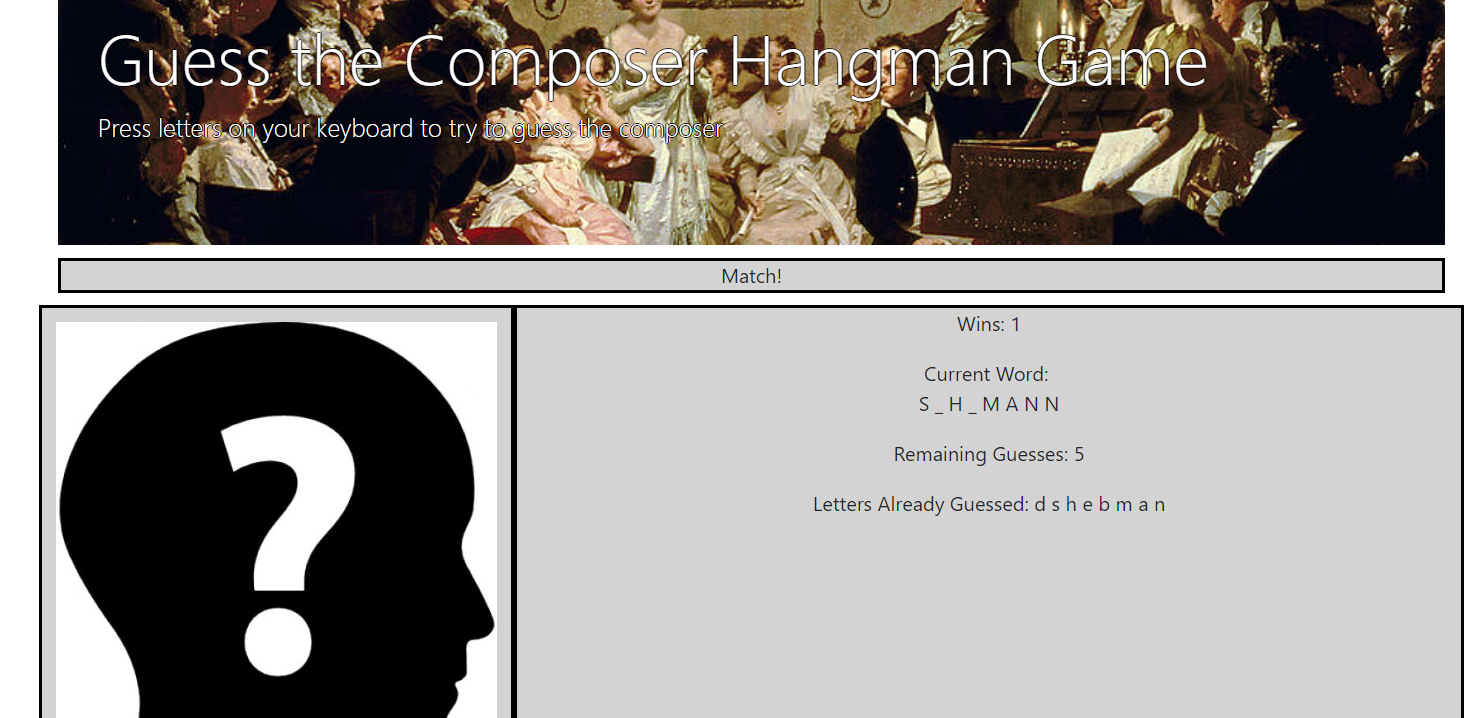 Guess the Composer Hangman Game
Press letters on your keyboard to try to guess the composer
Match!
Wins: 1
Current Word:
S _ H _ M A N N
Remaining Guesses: 5
Letters Already Guessed: d s h e b m a n
?